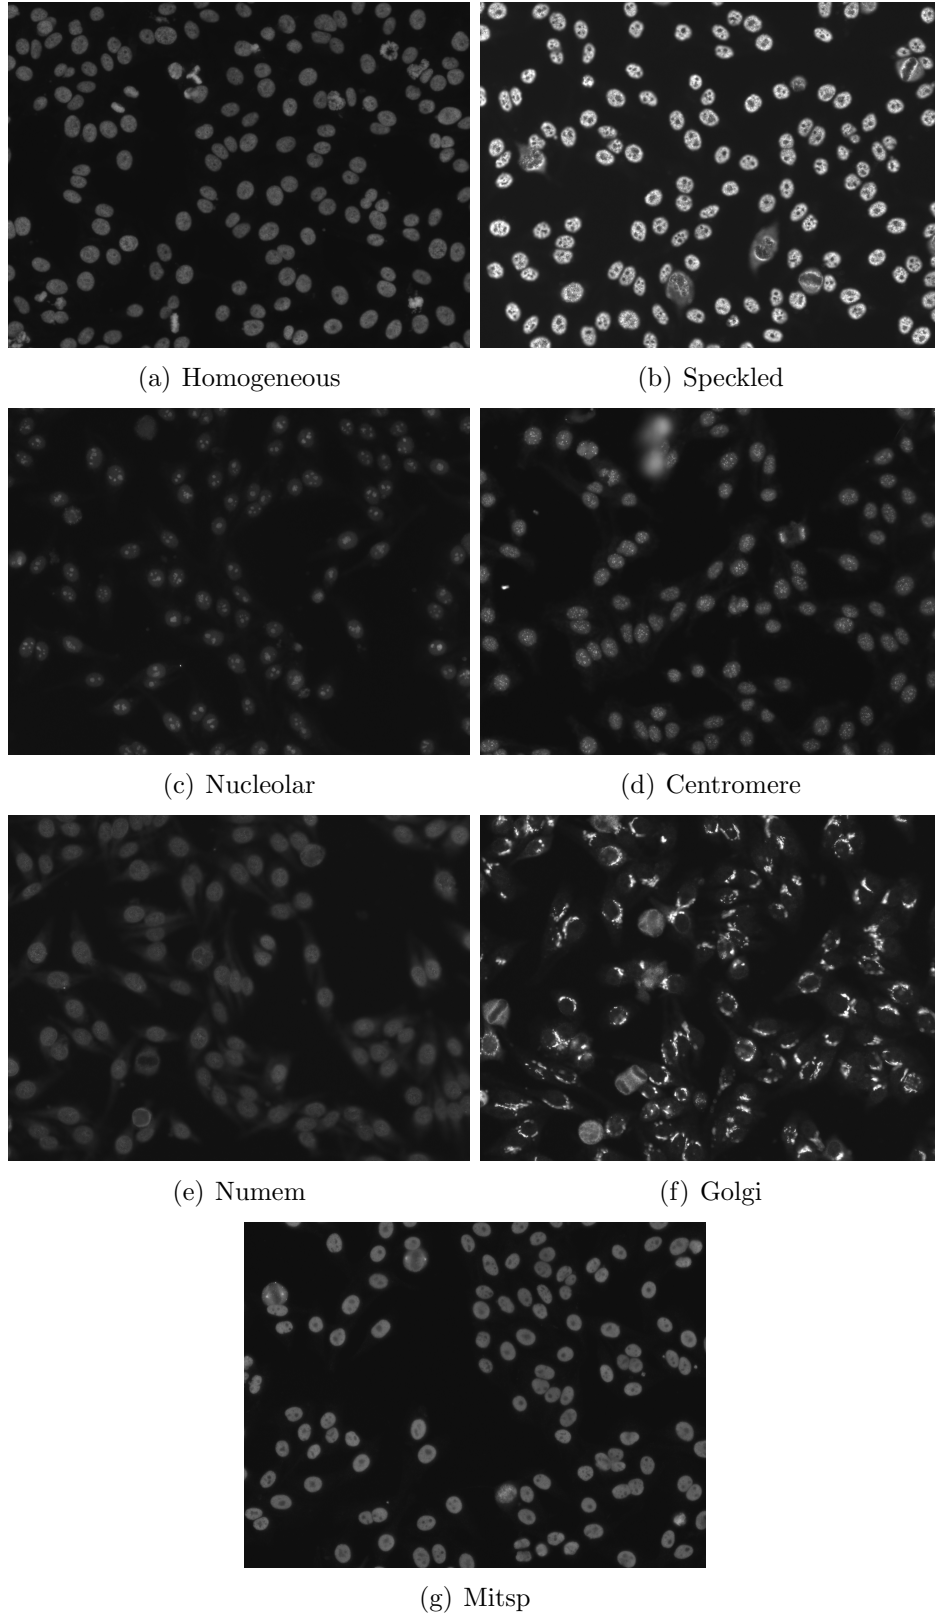 (a) Homogeneous
(b) Speckled
(c) Nucleolar
(d) Centromere
(e) Numem
(f) Golgi
(g) Mitsp